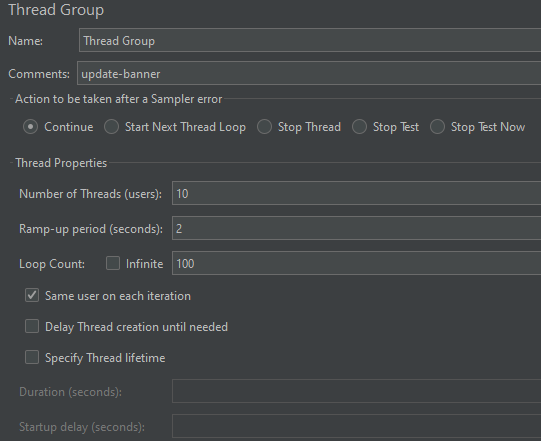 Thread Group
Name: Thread Group
Comments: update-banner
Action to be taken after a Sampler error
Continue Start Next Thread Loop Stop Thread Stop Test Stop Test Now
Thread Properties
Number of Threads (users): 10
Ramp-up period (seconds): 2
Loop Count: Infinite 100
Same user on each iteration
Delay Thread creation until needed
Specify Thread lifetime
Duration (seconds):
Startup delay (seconds):